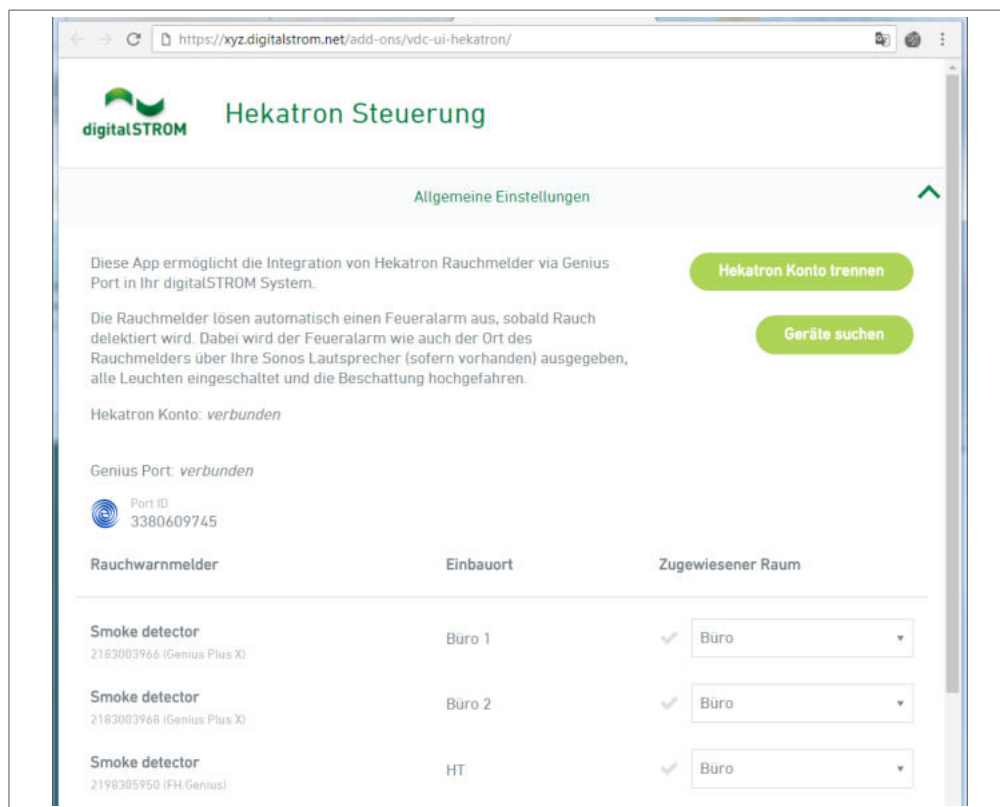 https://xyz.digitalstrom.net/add-ons/vdc-ui-hekatron/
digitalSTROM
Hekatron Steuerung
Allgemeine Einstellungen
Diese App ermöglicht die Integration von Hekatron Rauchmelder via Genius
Port in Ihr digitalSTROM System.
Hekatron Konto trennen
Die Rauchmelder lösen automatisch einen Feueralarm aus, sobald Rauch
delektiert wird. Dabei wird der Feueralarm wie auch der Ort des
Rauchmelders über Ihre Sonos Lautsprecher (sofern vorhanden) ausgegeben,
alle Leuchten eingeschaltet und die Beschattung hochgefahren.
Geräte suchen
Hekatron Konto: verbunden
Genius Port: verbunden
Port ID
3380609745
Rauchwarnmelder Einbauort Zugewiesener Raum
Smoke detector
2183003966 (Genius Plus X)
Büro 1
Büro
Smoke detector
2183003968 (Genius Plus X)
Büro 2
Büro
Smoke detector
2198305950 (FH.Genius)
HT
Büro